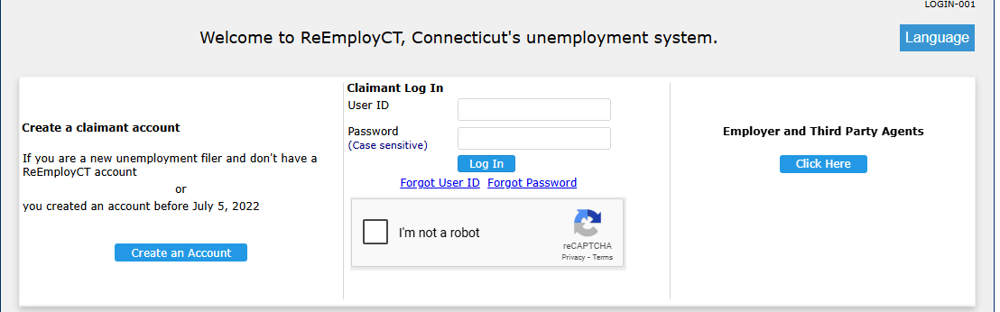 LOGIN-001
Welcome to ReEmployCT, Connecticut's unemployment system.
Language
Create a claimant account
If you are a new unemployment filer and don't have a
ReEmployCT account
or
you created an account before July 5, 2022
Create an Account
Claimant Log In
User ID
Password
(Case sensitive)
Log In
Forgot User ID Forgot Password
I'm not a robot
reCAPTCHA
Privacy - Terms
Employer and Third Party Agents
Click Here